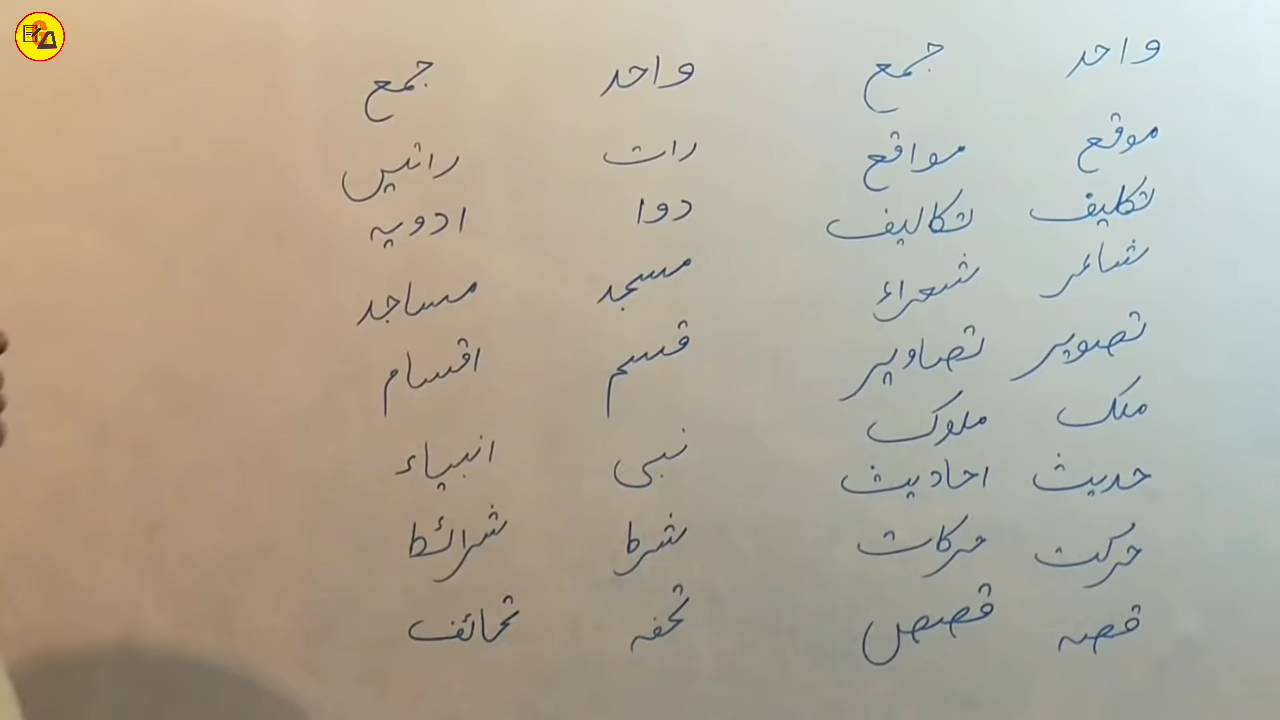 واحد جمع واحد جمع
موقع مواقع رات راتیں
تکلیف تکالیف دوا ادویہ
شاعر شعراء مسجد مساجد
تصویر تصاویر قسم اقسام
ملک ملوک نبی انبیاء
حدیث احادیث شرط شرائط
حرکت حرکات تحفہ تحائف
قصہ قصص